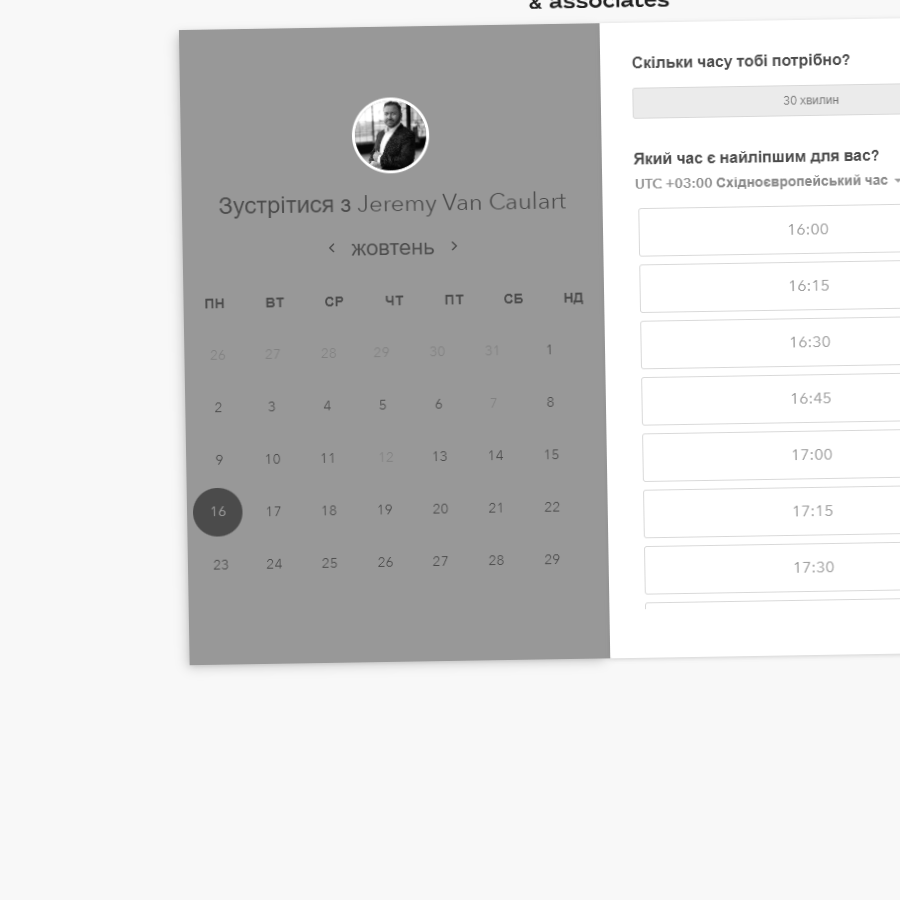 & associates
Зустрітися з Jeremy Van Caulart
‹ жовтень ›
ПН ВТ СР ЧТ ПТ СБ НД
26 27 28 29 30 31 1
2 3 4 5 6 7 8
9 10 11 12 13 14 15
16 17 18 19 20 21 22
23 24 25 26 27 28 29
Скільки часу тобі потрібно?
30 хвилин
Який час є найліпшим для вас?
UTC +03:00 Східноєвропейський час
16:00
16:15
16:30
16:45
17:00
17:15
17:30